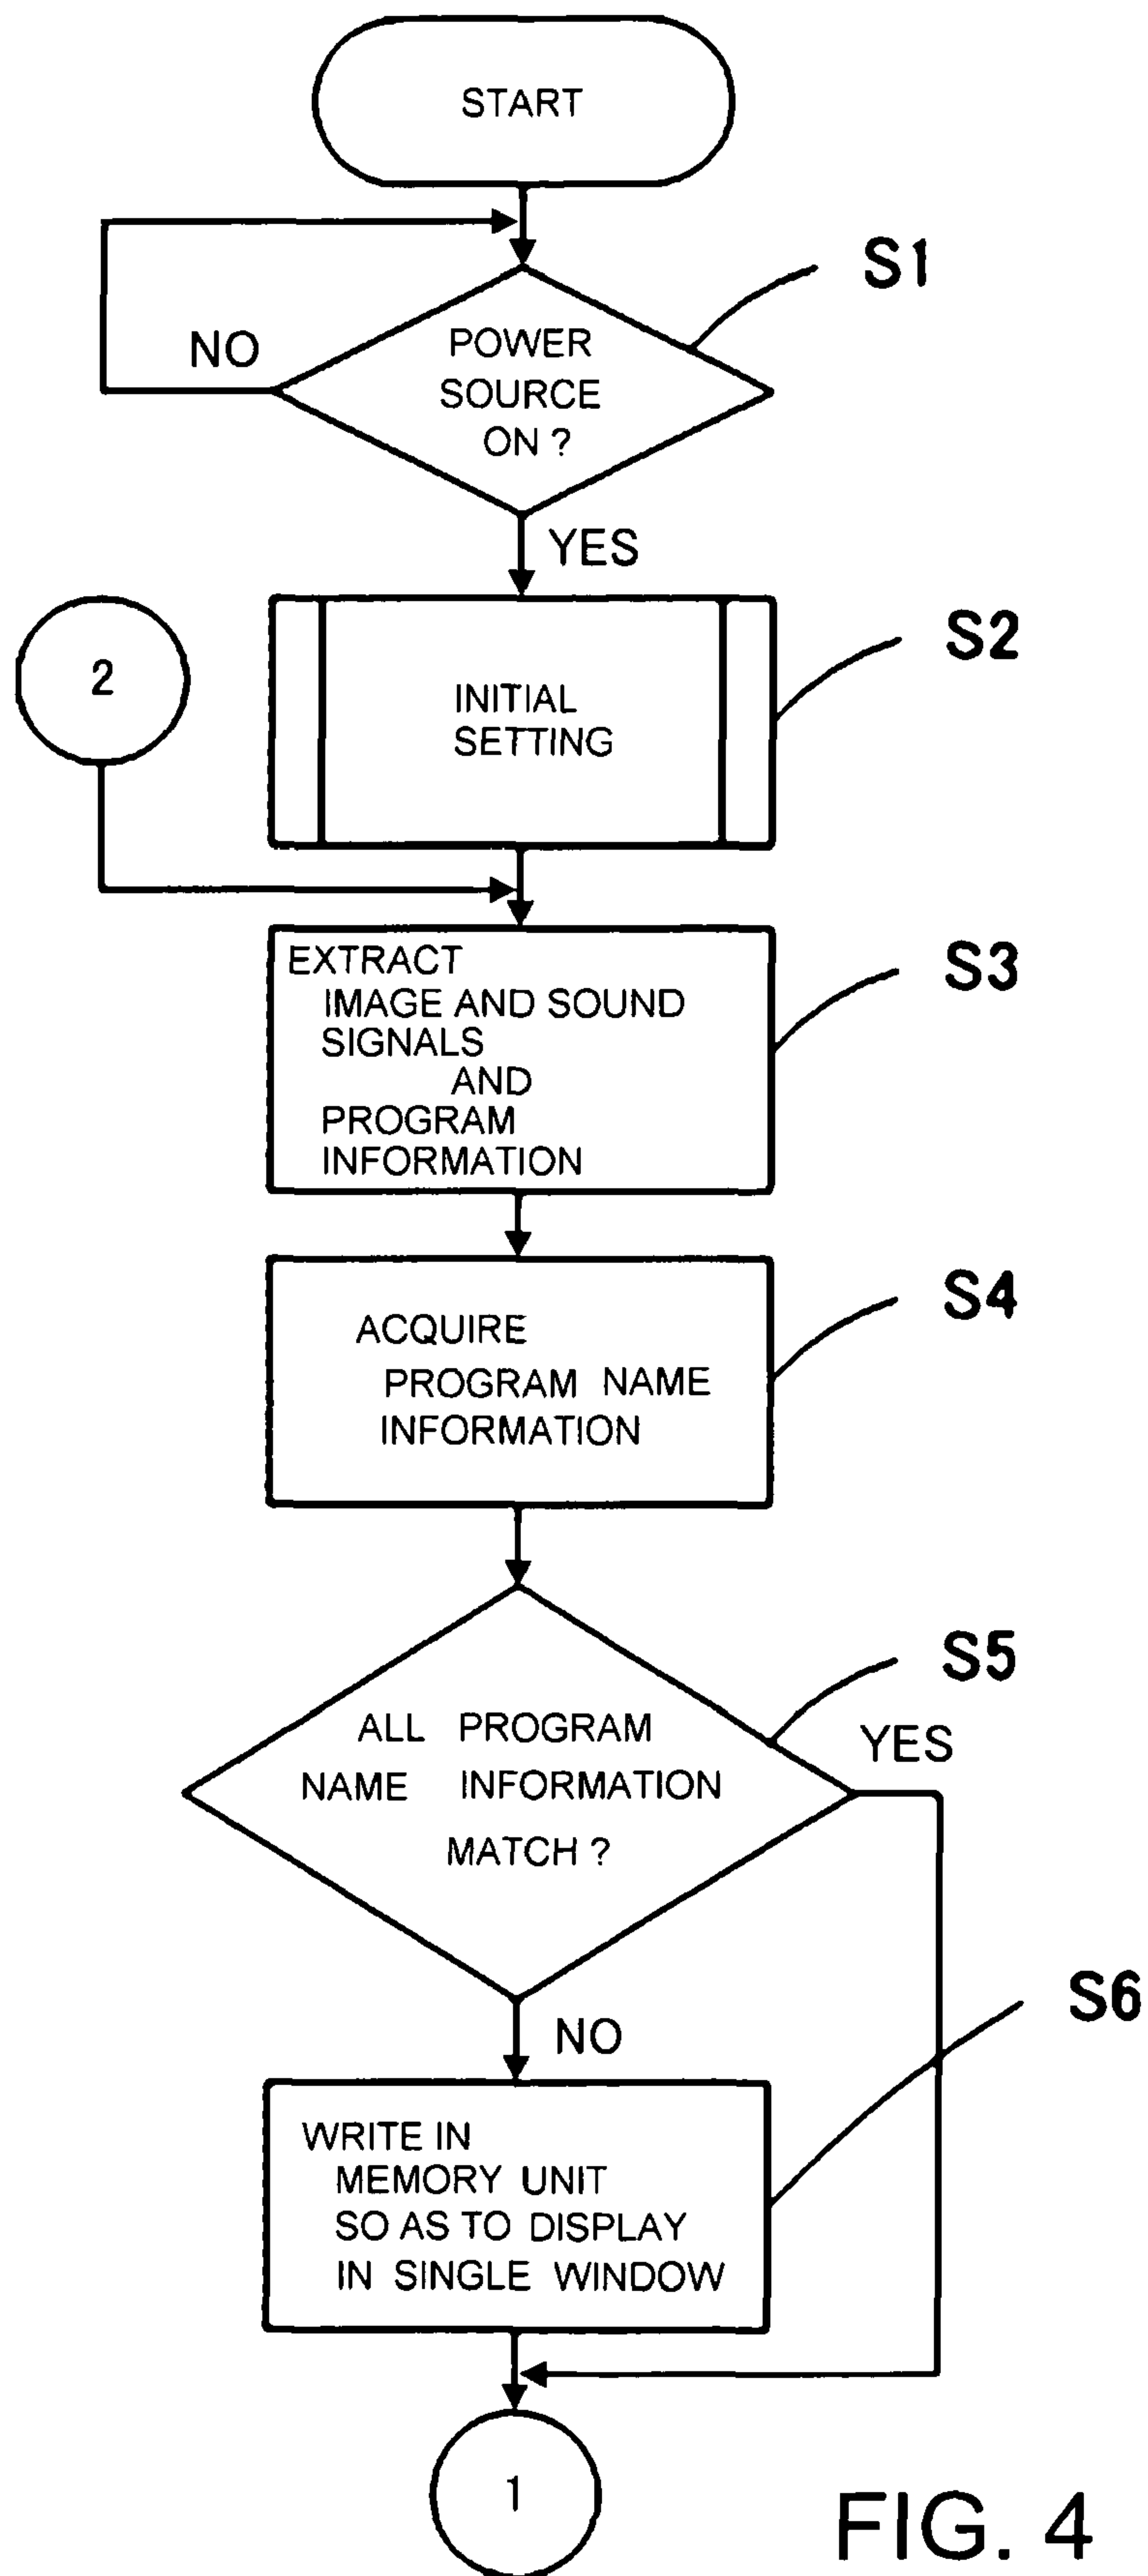 START
S1
NO
POWER
SOURCE
ON ?
YES
S2
2
INITIAL
SETTING
S3
EXTRACT
IMAGE AND SOUND
SIGNALS
AND
PROGRAM
INFORMATION
S4
ACQUIRE
PROGRAM NAME
INFORMATION
S5
YES
ALL PROGRAM
NAME INFORMATION
MATCH ?
S6
NO
WRITE IN
MEMORY UNIT
SO AS TO DISPLAY
IN SINGLE WINDOW
1
FIG. 4